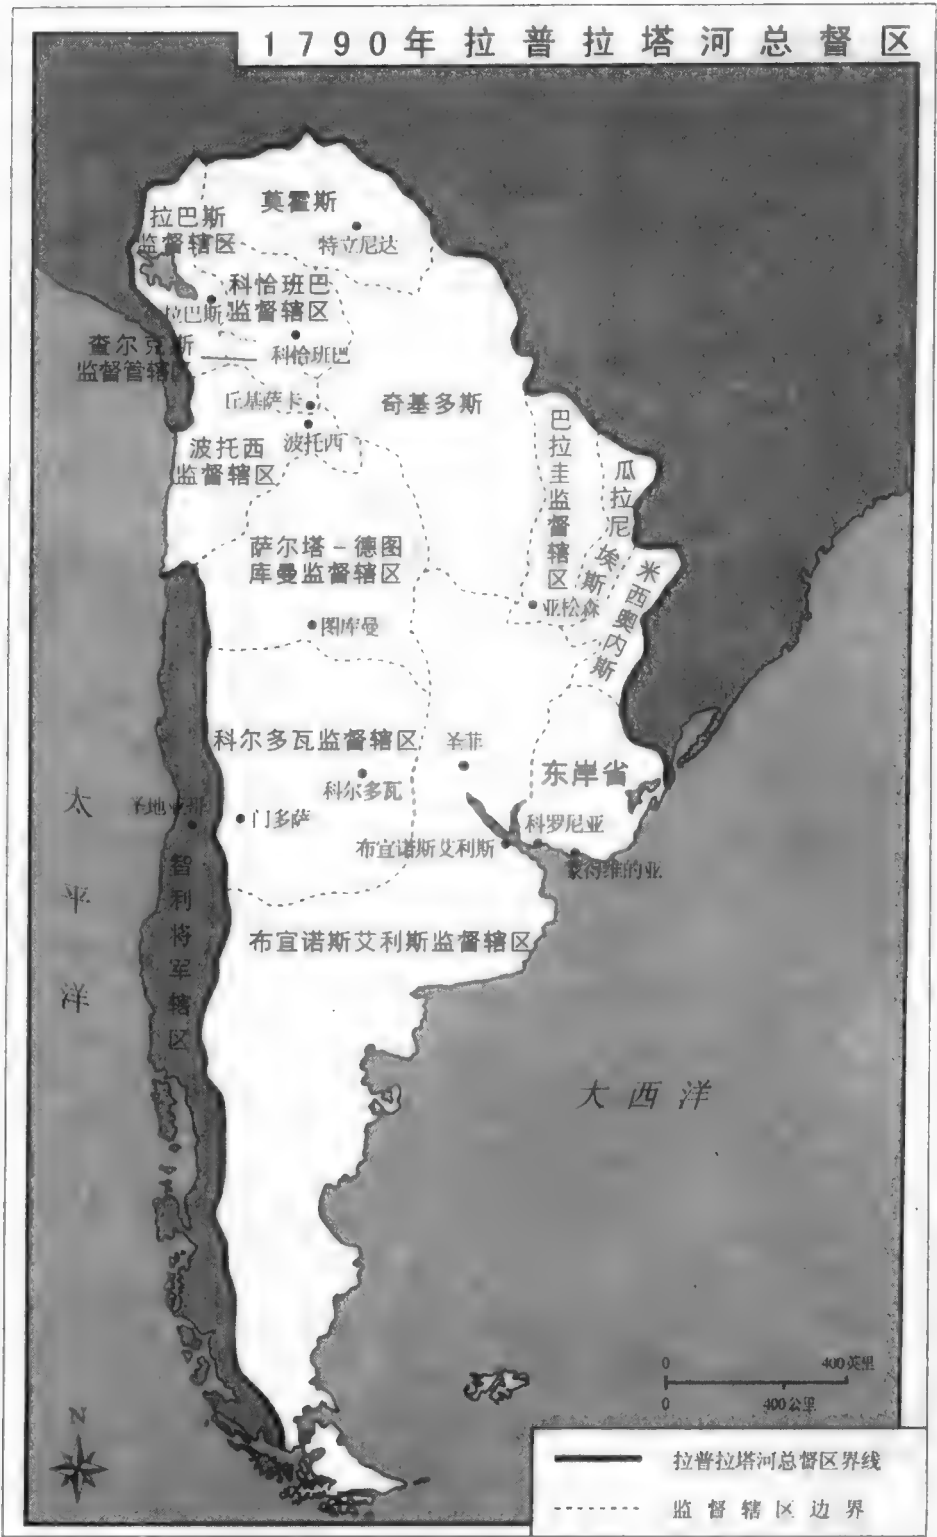 1790年拉普拉塔河总督区
莫霍斯
拉巴斯
监督辖区
特立尼达
科恰班巴
监督辖区
拉巴斯
查尔克斯
监督管辖区
科恰班巴
丘基萨卡
奇基多斯
波托西
波托西
监督辖区
巴拉圭监督辖区
瓜拉尼
埃斯
米西奥内斯
萨尔塔-德图
库曼监督辖区
亚松森
图库曼
科尔多瓦监督辖区
圣菲
东岸省
科尔多瓦
圣地亚哥
门多萨
科罗尼亚
布宜诺斯艾利斯
蒙得维的亚
太平洋
智利将军辖区
布宜诺斯艾利斯监督辖区
大西洋
0 400英里
0 400公里
N
拉普拉塔河总督区界线
监督辖区边界